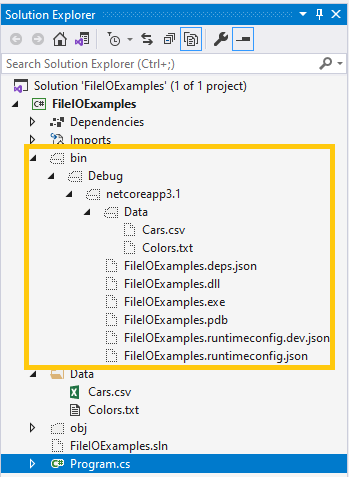 Solution Explorer
Search Solution Explorer (Ctrl+;)
Solution 'FileIOExamples' (1 of 1 project)
C# FileIOExamples
Dependencies
Imports
bin
Debug
netcoreapp3.1
Data
Cars.csv
Colors.txt
FileIOExamples.deps.json
FileIOExamples.dll
FileIOExamples.exe
FileIOExamples.pdb
FileIOExamples.runtimeconfig.dev.json
FileIOExamples.runtimeconfig.json
Data
Cars.csv
Colors.txt
obj
FileIOExamples.sln
C# Program.cs